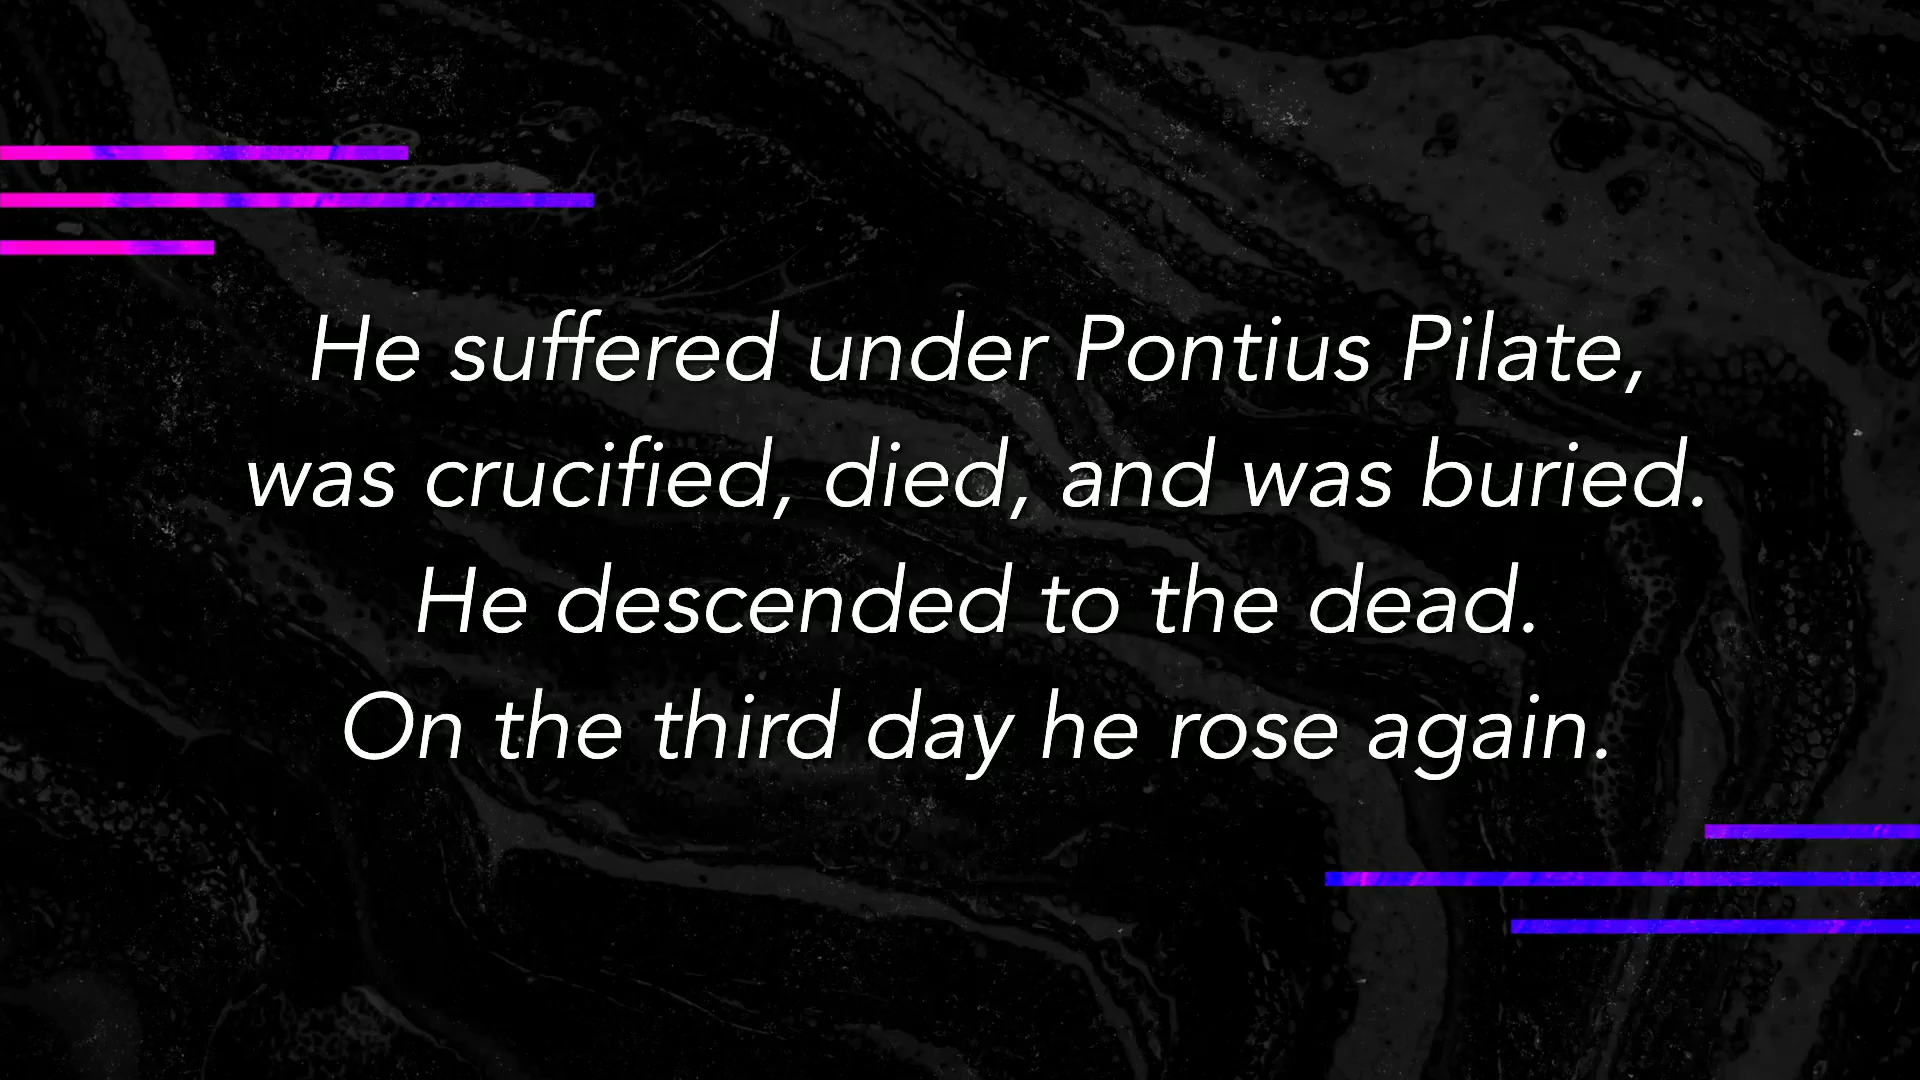 He suffered under Pontius Pilate,
was crucified, died, and was buried.
He descended to the dead.
On the third day he rose again.